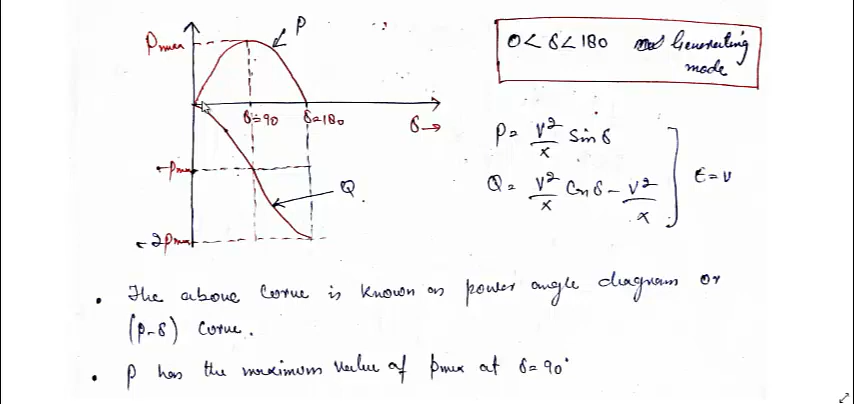 Pmax
P
0 < δ < 180 Generating
mode
δ=90
δ=180
δ→
P = V²/x Sin δ
-Pmax
Q
Q = V²/x Cos δ - V²/x
E = V
-2Pmax
• The above Curve is known as power angle diagram or
(P-δ) Curve.
• P has the maximum value of Pmax at δ=90°